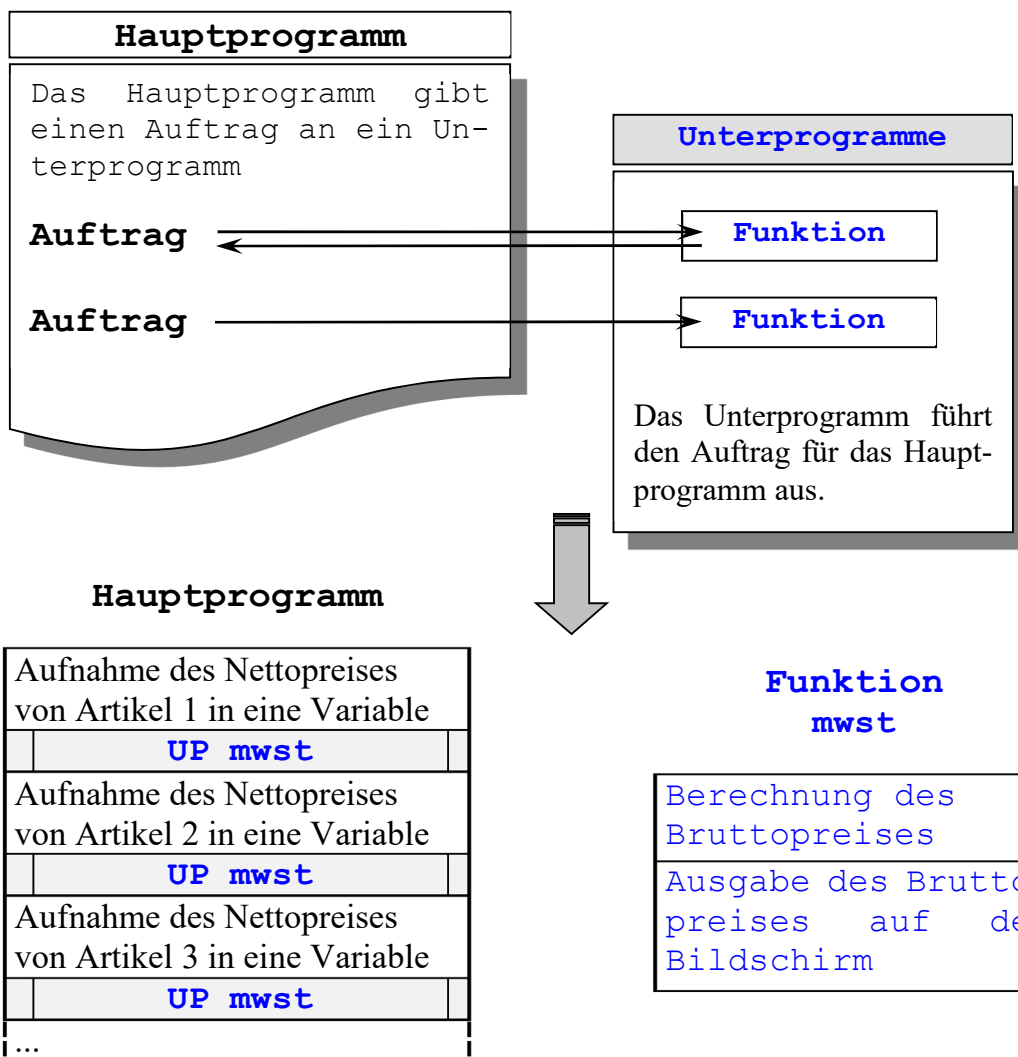 Hauptprogramm
Das Hauptprogramm gibt
einen Auftrag an ein Un-
terprogramm
Auftrag
Auftrag
Unterprogramme
Funktion
Funktion
Das Unterprogramm führt
den Auftrag für das Haupt-
programm aus.
Hauptprogramm
Aufnahme des Nettopreises
von Artikel 1 in eine Variable
UP mwst
Aufnahme des Nettopreises
von Artikel 2 in eine Variable
UP mwst
Aufnahme des Nettopreises
von Artikel 3 in eine Variable
UP mwst
...
Funktion
mwst
Berechnung des
Bruttopreises
Ausgabe des Brutto
preises auf de
Bildschirm